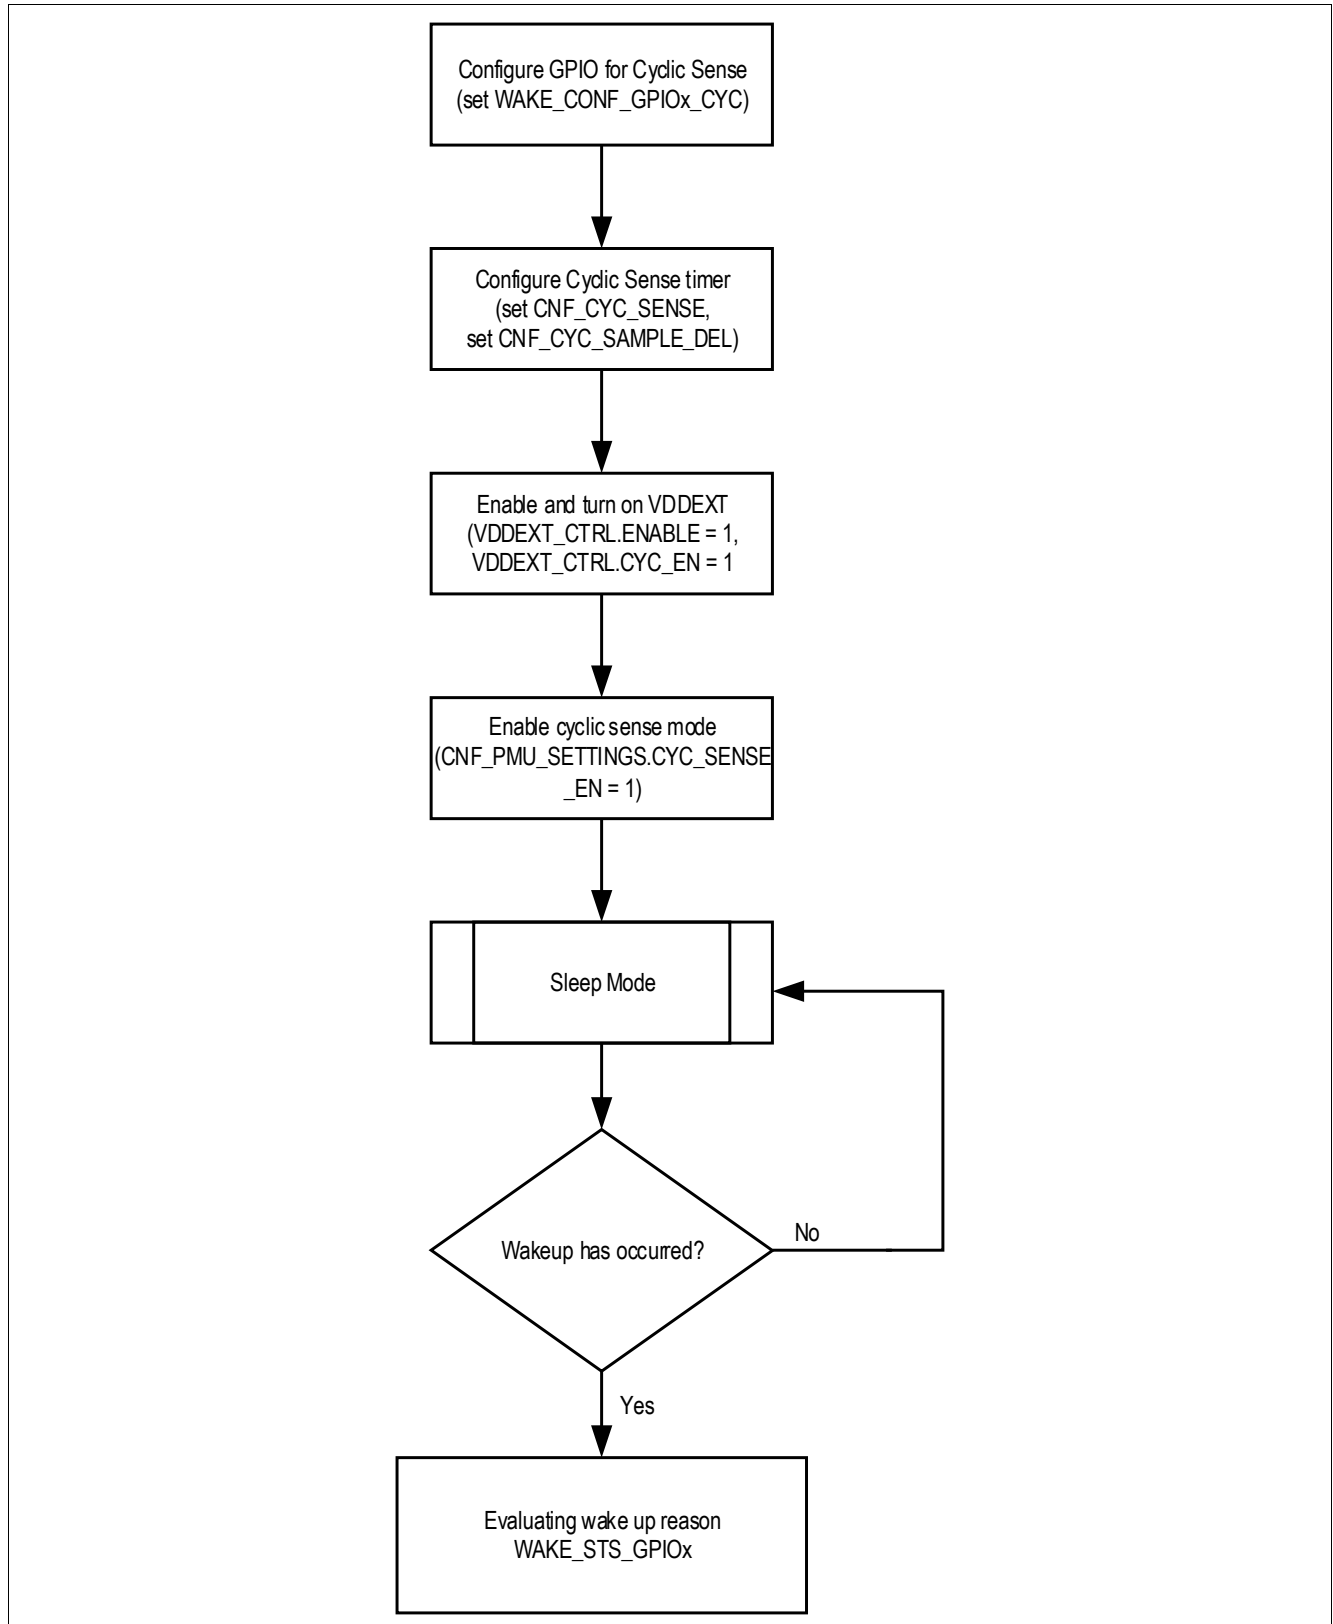 Configure GPIO for Cyclic Sense
(set WAKE_CONF_GPIOx_CYC)
Configure Cyclic Sense timer
(set CNF_CYC_SENSE,
set CNF_CYC_SAMPLE_DEL)
Enable and turn on VDDEXT
(VDDEXT_CTRL.ENABLE = 1,
VDDEXT_CTRL.CYC_EN = 1
Enable cyclic sense mode
(CNF_PMU_SETTINGS.CYC_SENSE
_EN = 1)
Sleep Mode
Wakeup has occurred?
No
Yes
Evaluating wake up reason
WAKE_STS_GPIOx